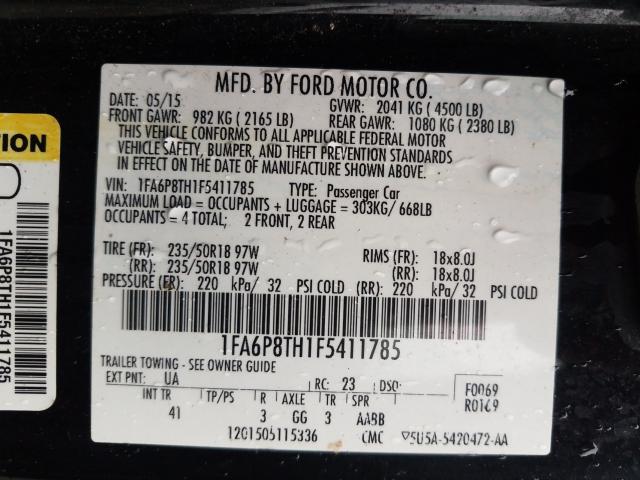 MFD. BY FORD MOTOR CO.
DATE: 05/15 GVWR: 2041 KG ( 4500 LB)
FRONT GAWR: 982 KG ( 2165 LB) REAR GAWR: 1080 KG ( 2380 LB)
THIS VEHICLE CONFORMS TO ALL APPLICABLE FEDERAL MOTOR
VEHICLE SAFETY, BUMPER, AND THEFT PREVENTION STANDARDS
IN EFFECT ON THE DATE OF MANUFACTURE SHOWN ABOVE.
VIN: 1FA6P8TH1F5411785 TYPE: Passenger Car
MAXIMUM LOAD = OCCUPANTS + LUGGAGE = 303KG/ 668LB
OCCUPANTS = 4 TOTAL; 2 FRONT, 2 REAR
TIRE (FR): 235/50R18 97W RIMS (FR): 18x8.0J
(RR): 235/50R18 97W (RR): 18x8.0J
PRESSURE (FR): 220 kPa/ 32 PSI COLD (RR): 220 kPa/ 32 PSI COLD
1FA6P8TH1F5411785
TRAILER TOWING - SEE OWNER GUIDE
EXT PNT: UA RC: 23 DSO: F0069
INT TR TP/PS R AXLE TR SPR R0169
41 3 GG 3 AABB
1201505115336 CMC 5U5A-5420472-AA
TION
1FA6P8TH1F5411785